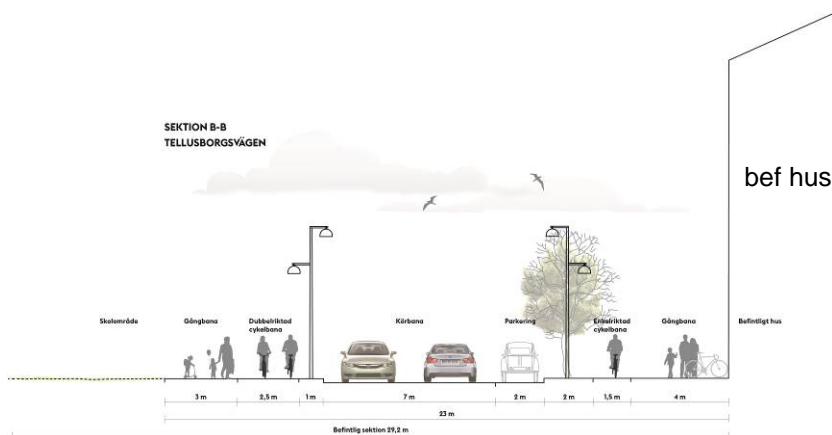 SEKTION B-B
TELLUSBORGSVÄGEN
bef hus
Skolområde
Gångbana
Dubbelriktad
cykelbana
Körbana
Parkering
Enkelriktad
cykelbana
Gångbana
Befintligt hus
3 m
2,5 m
1 m
7 m
2 m
2 m
1,5 m
4 m
23 m
Befintlig sektion 29,2 m